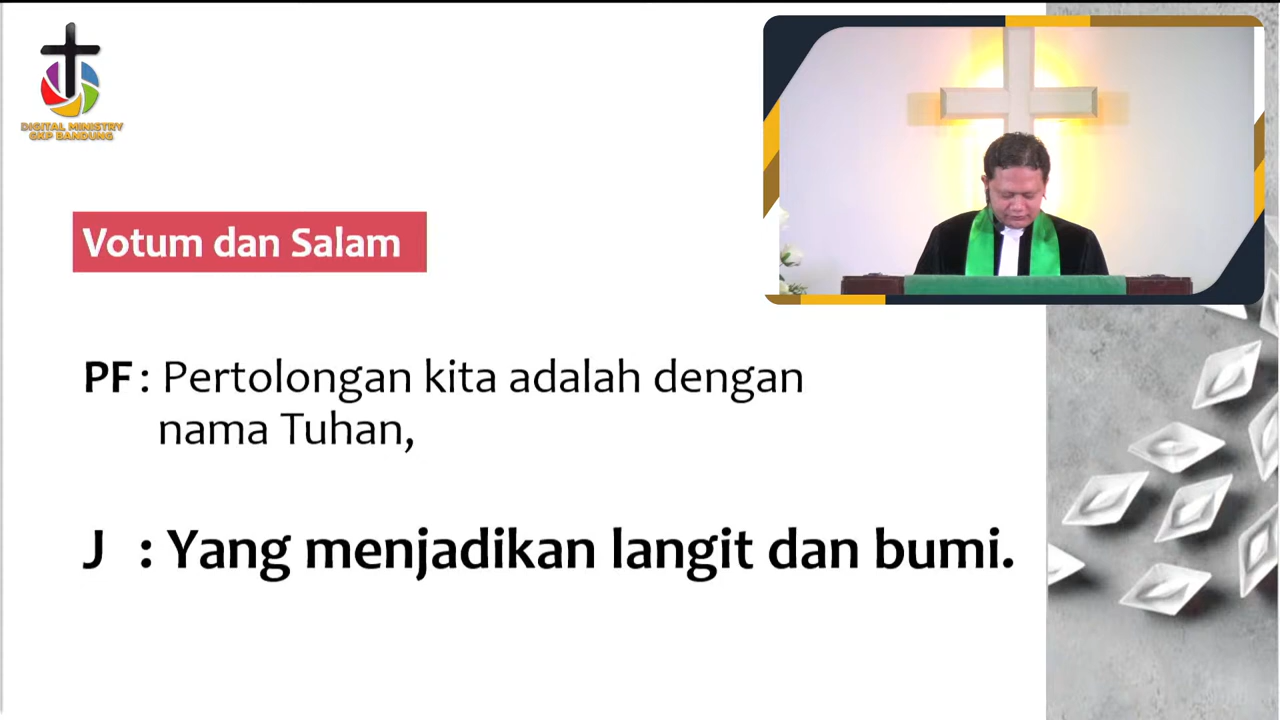 DIGITAL MINISTRY
GKP BANDUNG
Votum dan Salam
PF : Pertolongan kita adalah dengan
nama Tuhan,
J : Yang menjadikan langit dan bumi.